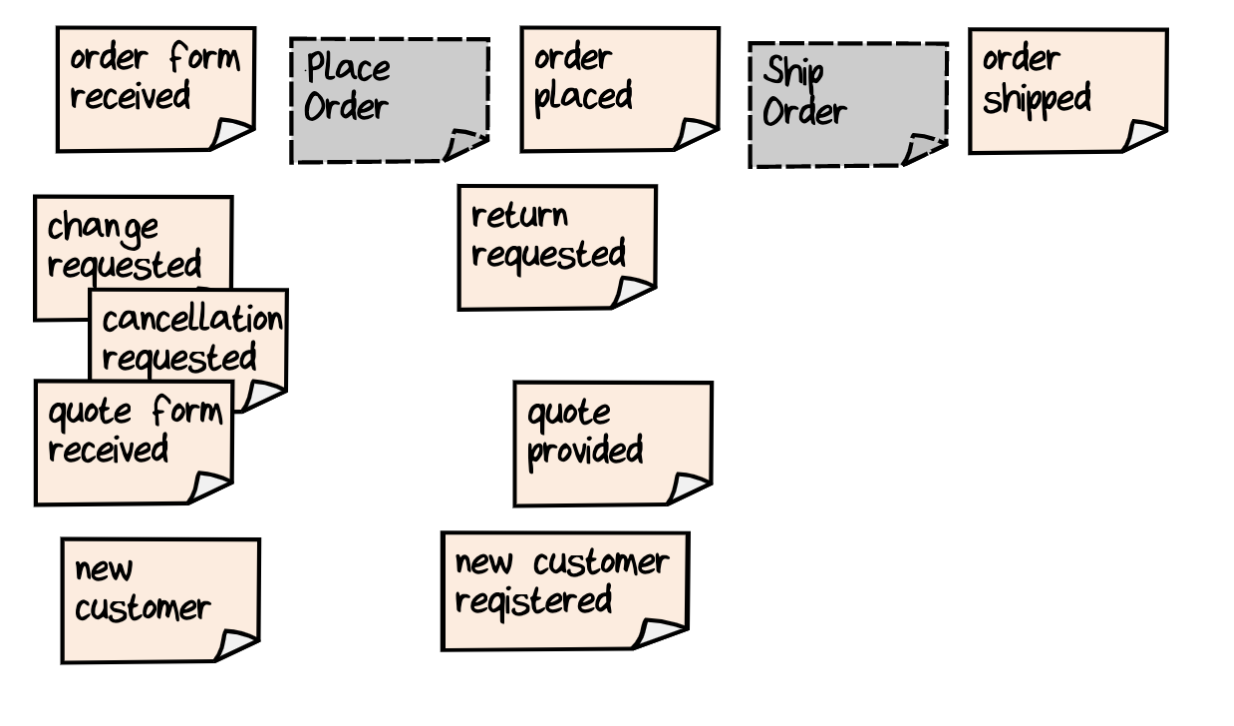 order form
received
Place
Order
order
placed
Ship
Order
order
shipped
change
requested
return
requested
cancellation
requested
quote form
received
quote
provided
new
customer
new customer
registered